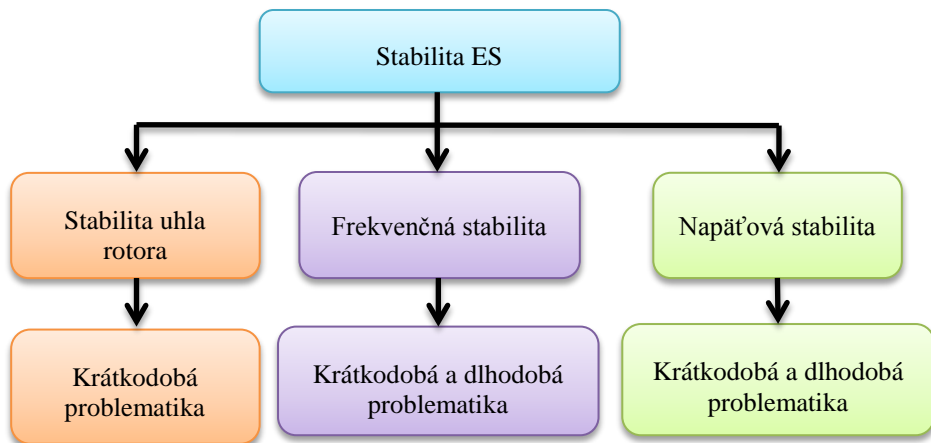 Stabilita ES
Stabilita uhla
rotora
Frekvenčná stabilita
Napäťová stabilita
Krátkodobá
problematika
Krátkodobá a dlhodobá
problematika
Krátkodobá a dlhodobá
problematika